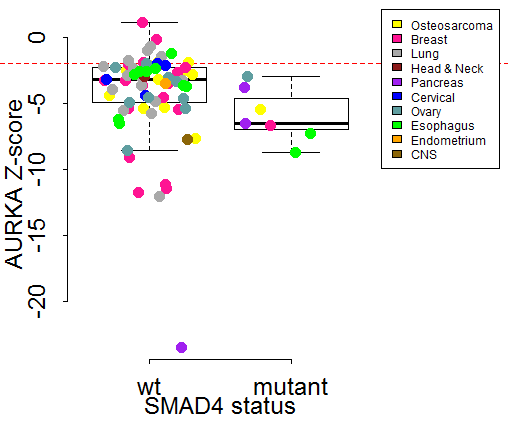 0
-5
-10
-15
-20
AURKA Z-score
wt mutant
SMAD4 status
Osteosarcoma
Breast
Lung
Head & Neck
Pancreas
Cervical
Ovary
Esophagus
Endometrium
CNS